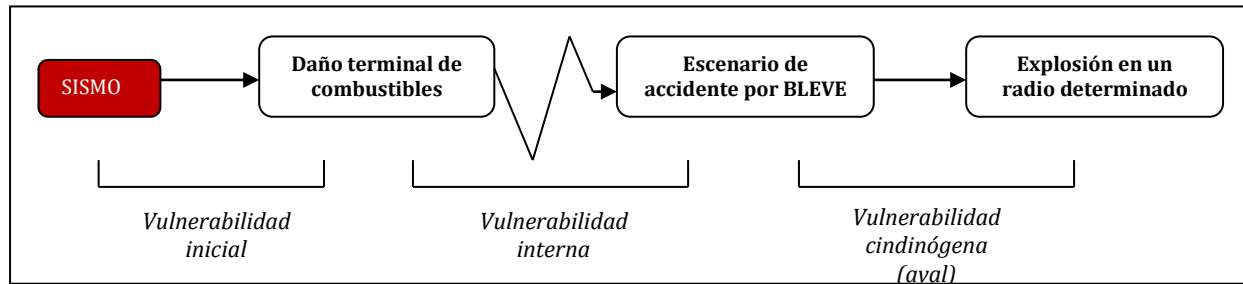 SISMO
Daño terminal de
combustibles
Escenario de
accidente por BLEVE
Explosión en un
radio determinado
Vulnerabilidad
inicial
Vulnerabilidad
interna
Vulnerabilidad
cindinógena
(aval)